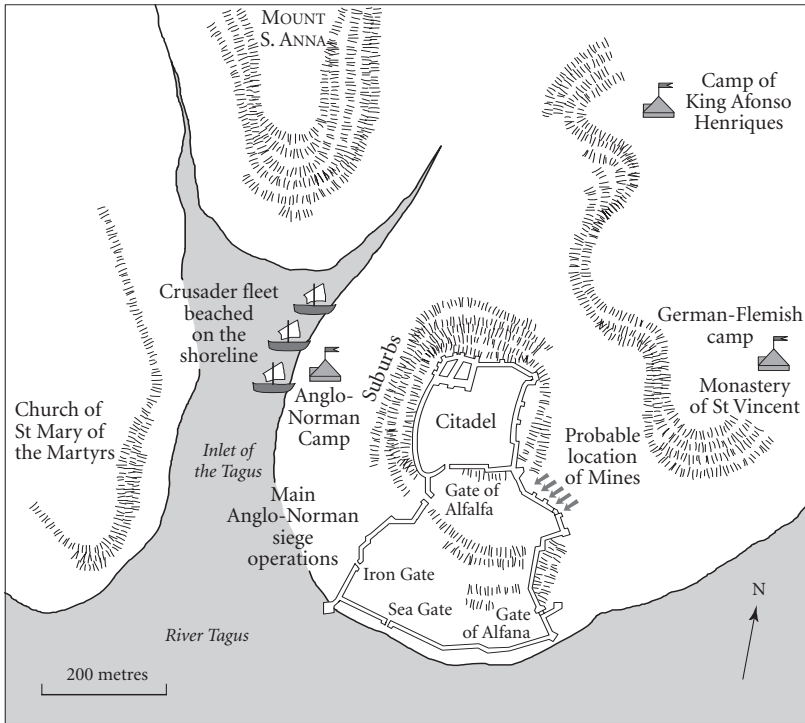 MOUNT
S. ANNA
Camp of
King Afonso
Henriques
Crusader fleet
beached
on the
shoreline
German-Flemish
camp
Monastery
of St Vincent
Suburbs
Anglo-
Norman
Camp
Citadel
Church of
St Mary of
the Martyrs
Inlet of
the Tagus
Probable
location
of Mines
Main
Anglo-Norman
siege
operations
Gate of
Alfalfa
Iron Gate
Sea Gate
Gate
of Alfana
River Tagus
N
200 metres